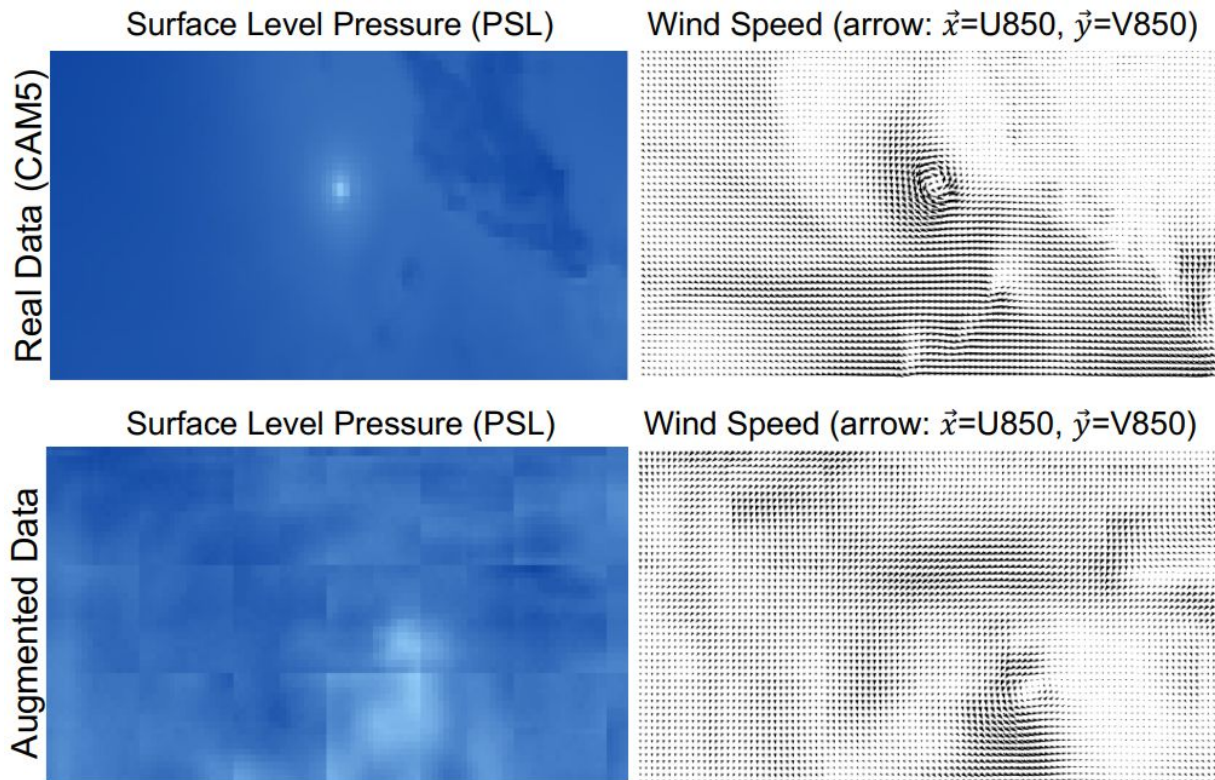 Surface Level Pressure (PSL)
Wind Speed (arrow: x⃗=U850, y⃗=V850)
Real Data (CAM5)
Surface Level Pressure (PSL)
Wind Speed (arrow: x⃗=U850, y⃗=V850)
Augmented Data